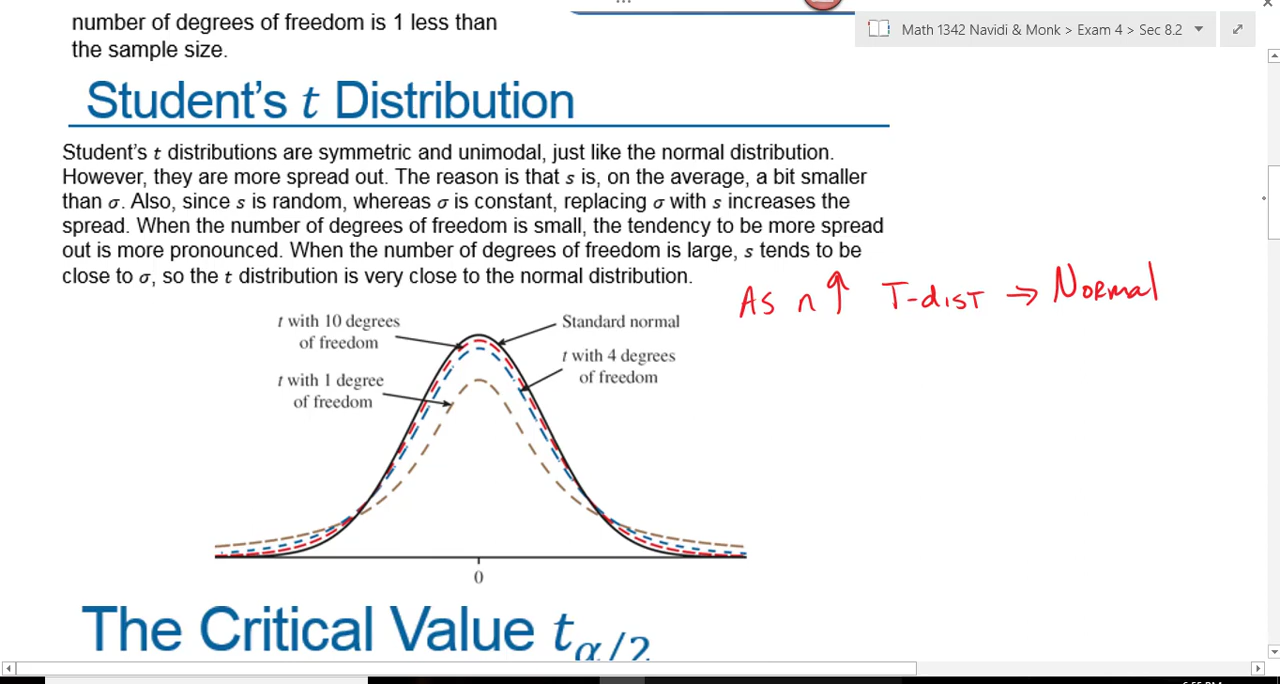 number of degrees of freedom is 1 less than
the sample size.
Math 1342 Navidi & Monk > Exam 4 > Sec 8.2
Student's t Distribution
Student's t distributions are symmetric and unimodal, just like the normal distribution.
However, they are more spread out. The reason is that s is, on the average, a bit smaller
than σ. Also, since s is random, whereas σ is constant, replacing σ with s increases the
spread. When the number of degrees of freedom is small, the tendency to be more spread
out is more pronounced. When the number of degrees of freedom is large, s tends to be
close to σ, so the t distribution is very close to the normal distribution.
As n ↑ T-dist ⇒ Normal
t with 10 degrees
of freedom
Standard normal
t with 4 degrees
of freedom
t with 1 degree
of freedom
0
The Critical Value tα/2